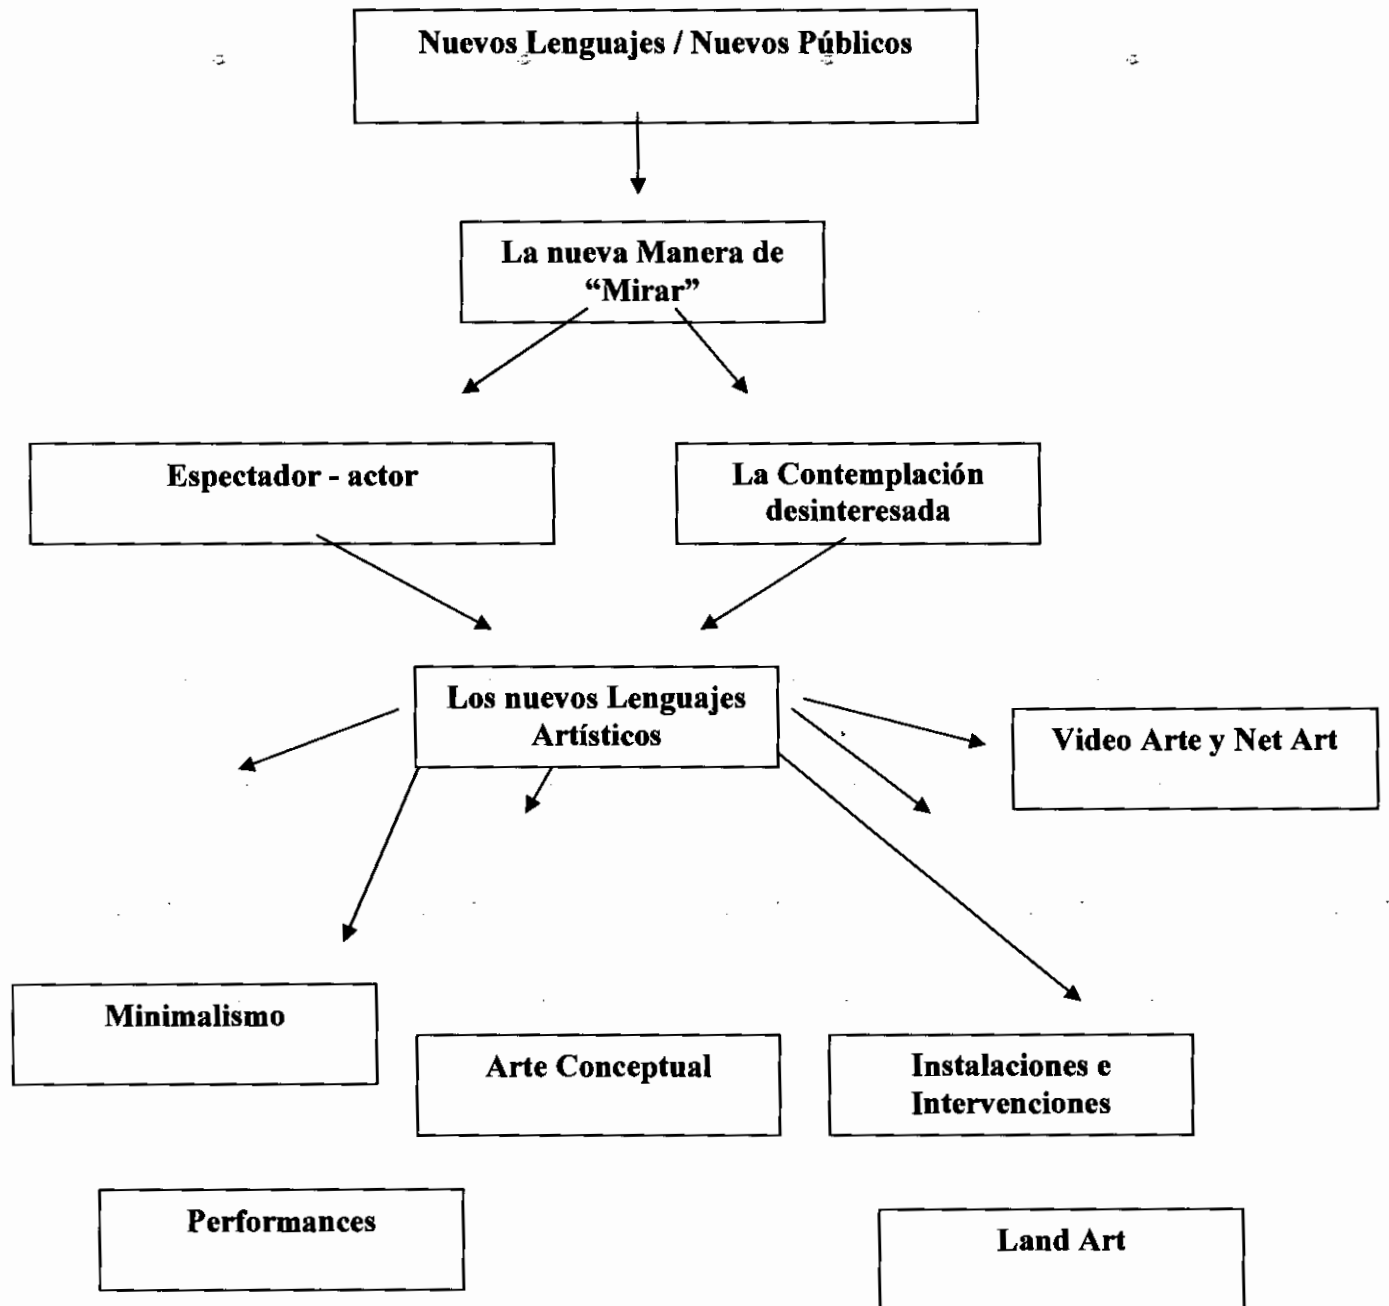 Nuevos Lenguajes / Nuevos Públicos
La nueva Manera de
“Mirar”
Espectador - actor
La Contemplación
desinteresada
Los nuevos Lenguajes
Artísticos
Video Arte y Net Art
Minimalismo
Arte Conceptual
Instalaciones e
Intervenciones
Performances
Land Art